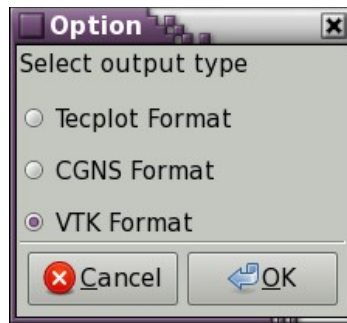 Option
Select output type
Tecplot Format
CGNS Format
VTK Format
Cancel
OK